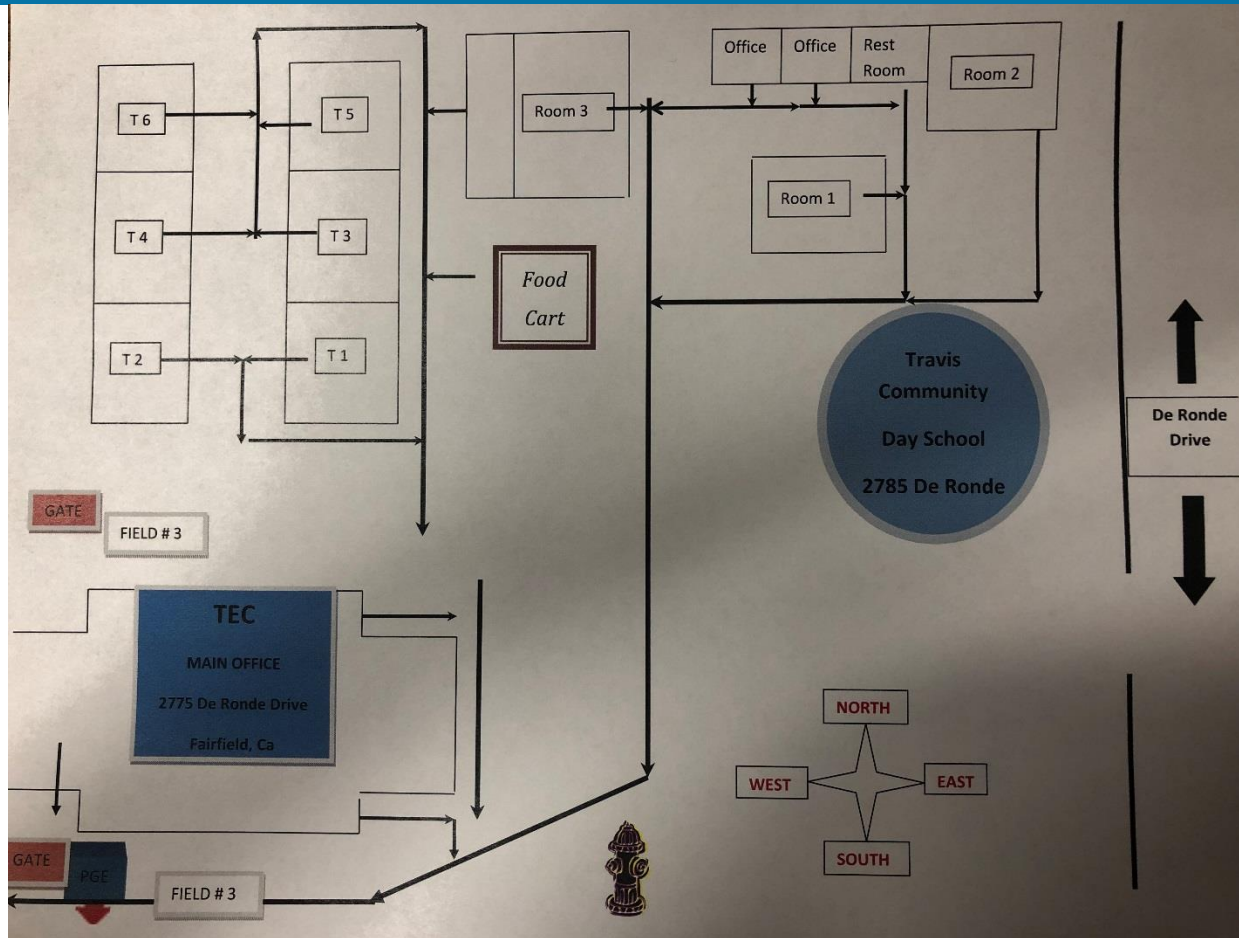 Office
Office
Rest
Room
Room 2
T 6
T 5
Room 3
Room 1
T 4
T 3
Food
Cart
T 2
T 1
Travis
Community
Day School
2785 De Ronde
De Ronde
Drive
GATE
FIELD # 3
TEC
MAIN OFFICE
2775 De Ronde Drive
Fairfield, Ca
NORTH
WEST
EAST
SOUTH
GATE
PGE
FIELD # 3